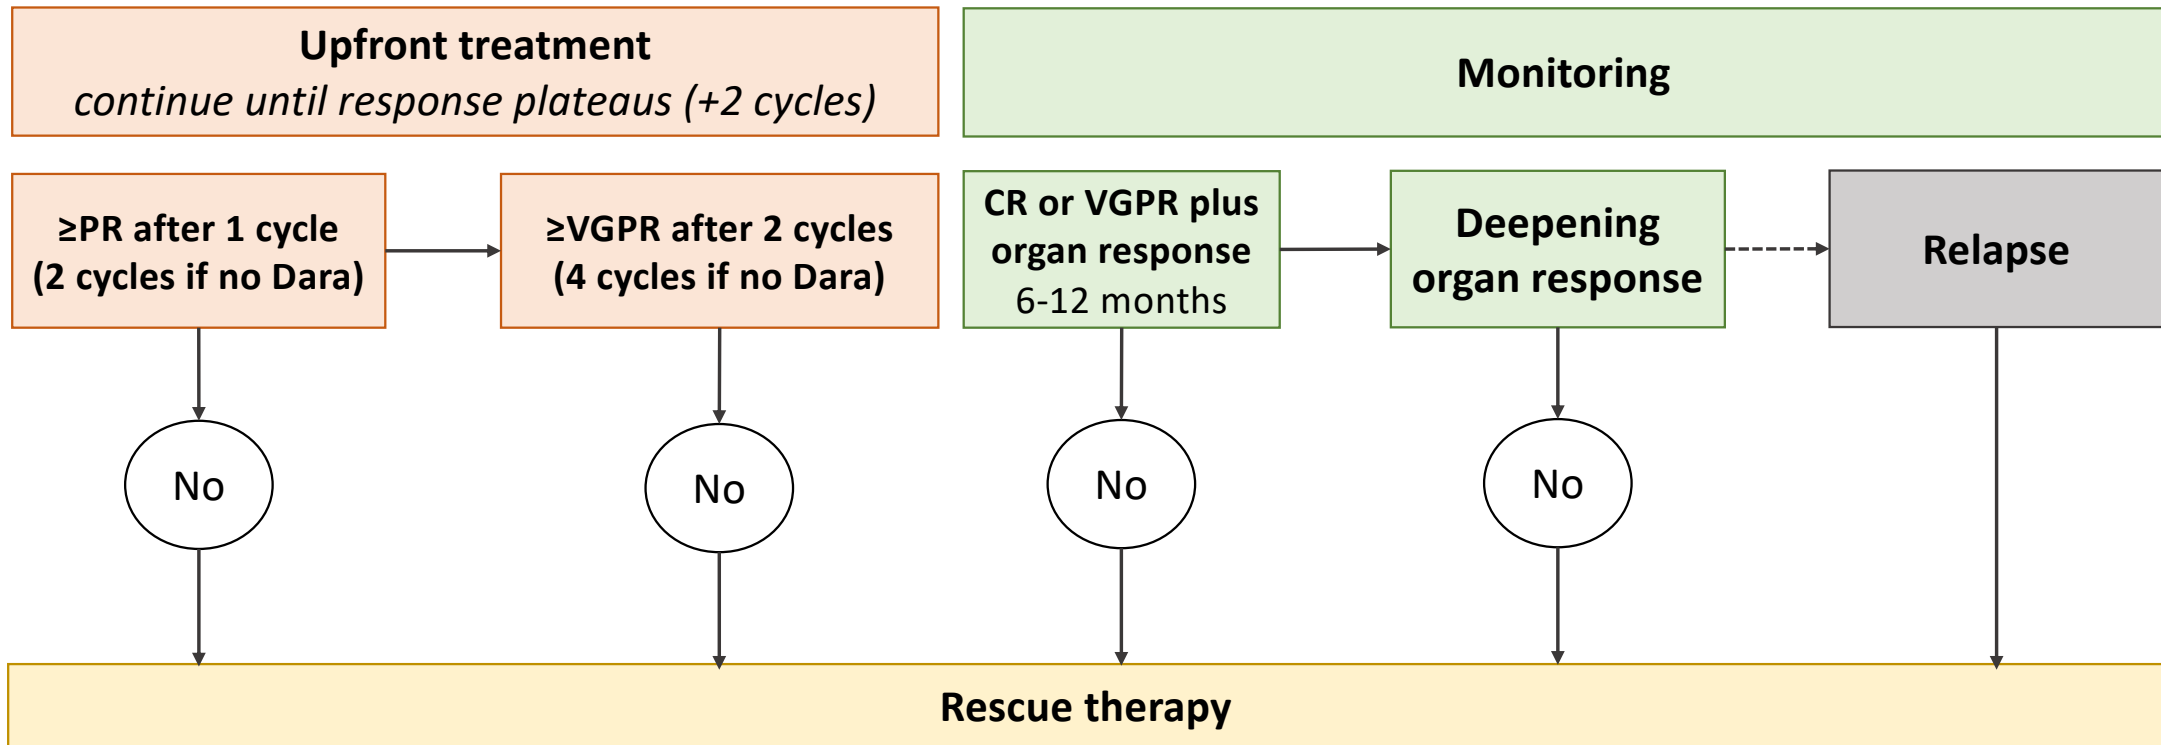 Upfront treatment
continue until response plateaus (+2 cycles)
Monitoring
≥PR after 1 cycle
(2 cycles if no Dara)
≥VGPR after 2 cycles
(4 cycles if no Dara)
CR or VGPR plus
organ response
6-12 months
Deepening
organ response
Relapse
No
No
No
No
Rescue therapy